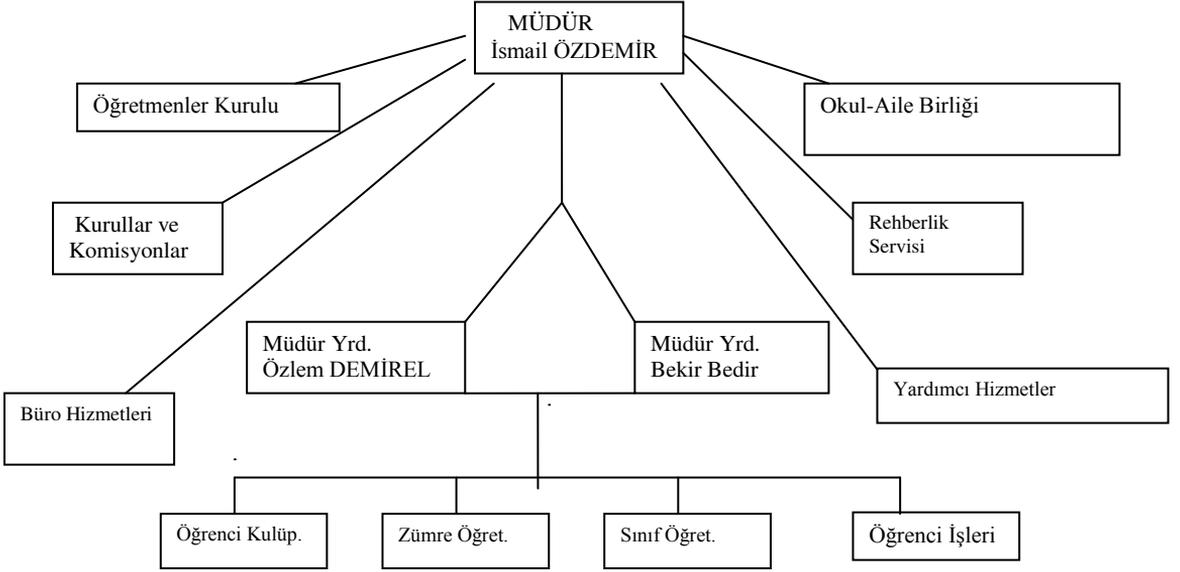 MÜDÜR
İsmail ÖZDEMİR
Öğretmenler Kurulu
Okul-Aile Birliği
Kurullar ve
Komisyonlar
Rehberlik
Servisi
Müdür Yrd.
Özlem DEMİREL
Müdür Yrd.
Bekir Bedir
Büro Hizmetleri
Yardımcı Hizmetler
Öğrenci Kulüp.
Zümre Öğret.
Sınıf Öğret.
Öğrenci İşleri